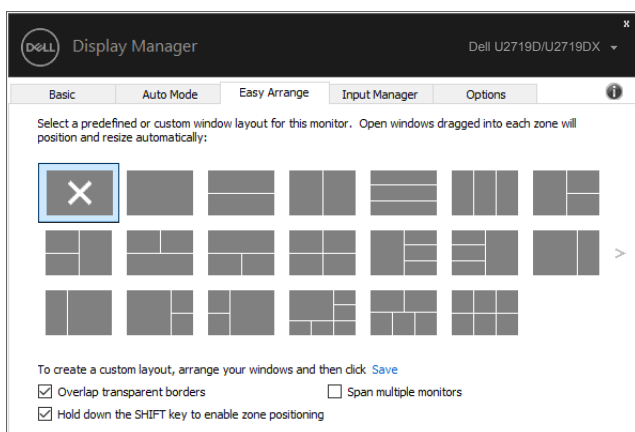 DELL Display Manager Dell U2719D/U2719DX
x
Basic Auto Mode Easy Arrange Input Manager Options
Select a predefined or custom window layout for this monitor. Open windows dragged into each zone will
position and resize automatically:
>
To create a custom layout, arrange your windows and then click Save
Overlap transparent borders Span multiple monitors
Hold down the SHIFT key to enable zone positioning